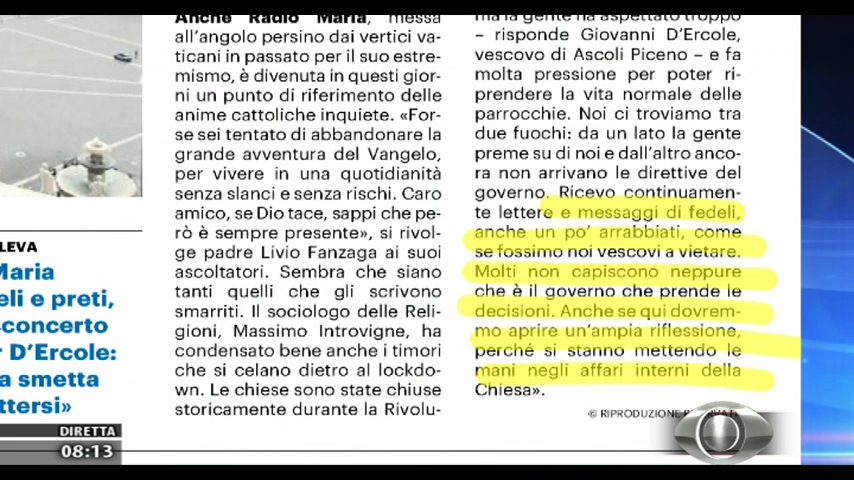 Anche Radio Maria, messa
all'angolo persino dai vertici va-
ticani in passato per il suo estre-
mismo, è divenuta in questi gior-
ni un punto di riferimento delle
anime cattoliche inquiete. «For-
se sei tentato di abbandonare la
grande avventura del Vangelo,
per vivere in una quotidianità
senza slanci e senza rischi. Caro
amico, se Dio tace, sappi che pe-
rò è sempre presente», si rivol-
ge padre Livio Fanzaga ai suoi
ascoltatori. Sembra che siano
tanti quelli che gli scrivono
smarriti. Il sociologo delle Reli-
gioni, Massimo Introvigne, ha
condensato bene anche i timori
che si celano dietro al lockdo-
wn. Le chiese sono state chiuse
storicamente durante la Rivolu-
ma la gente ha aspettato troppo
– risponde Giovanni D'Ercole,
vescovo di Ascoli Piceno – e fa
molta pressione per poter ri-
prendere la vita normale delle
parrocchie. Noi ci troviamo tra
due fuochi: da un lato la gente
preme su di noi e dall'altro anco-
ra non arrivano le direttive del
governo. Ricevo continuamen-
te lettere e messaggi di fedeli,
anche un po' arrabbiati, come
se fossimo noi vescovi a vietare.
Molti non capiscono neppure
che è il governo che prende le
decisioni. Anche se qui dovrem-
mo aprire un'ampia riflessione,
perché si stanno mettendo le
mani negli affari interni della
Chiesa».
© RIPRODUZIONE RISERVATA
LEVA
Maria
eli e preti,
concerto
r D'Ercole:
a smetta
ttersi»
DIRETTA
08:13